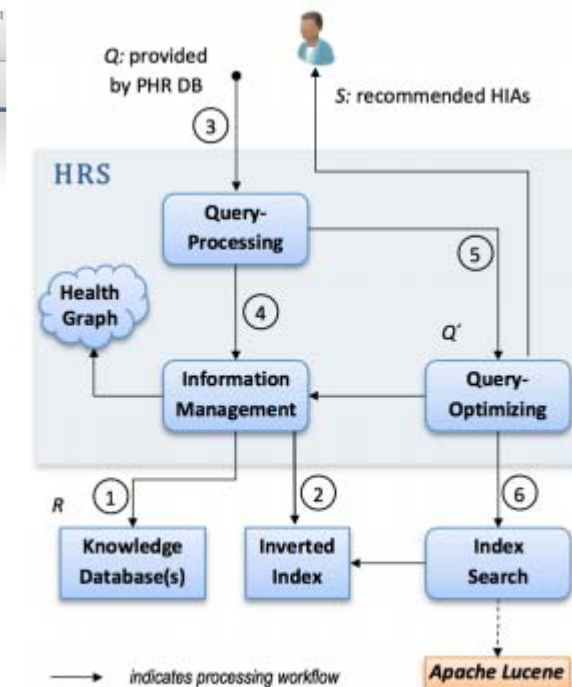 Q: provided
by PHR DB
S: recommended HIAs
3
HRS
Query-
Processing
5
Health
Graph
4
Q'
Information
Management
Query-
Optimizing
R
1
2
6
Knowledge
Database(s)
Inverted
Index
Index
Search
indicates processing workflow
Apache Lucene